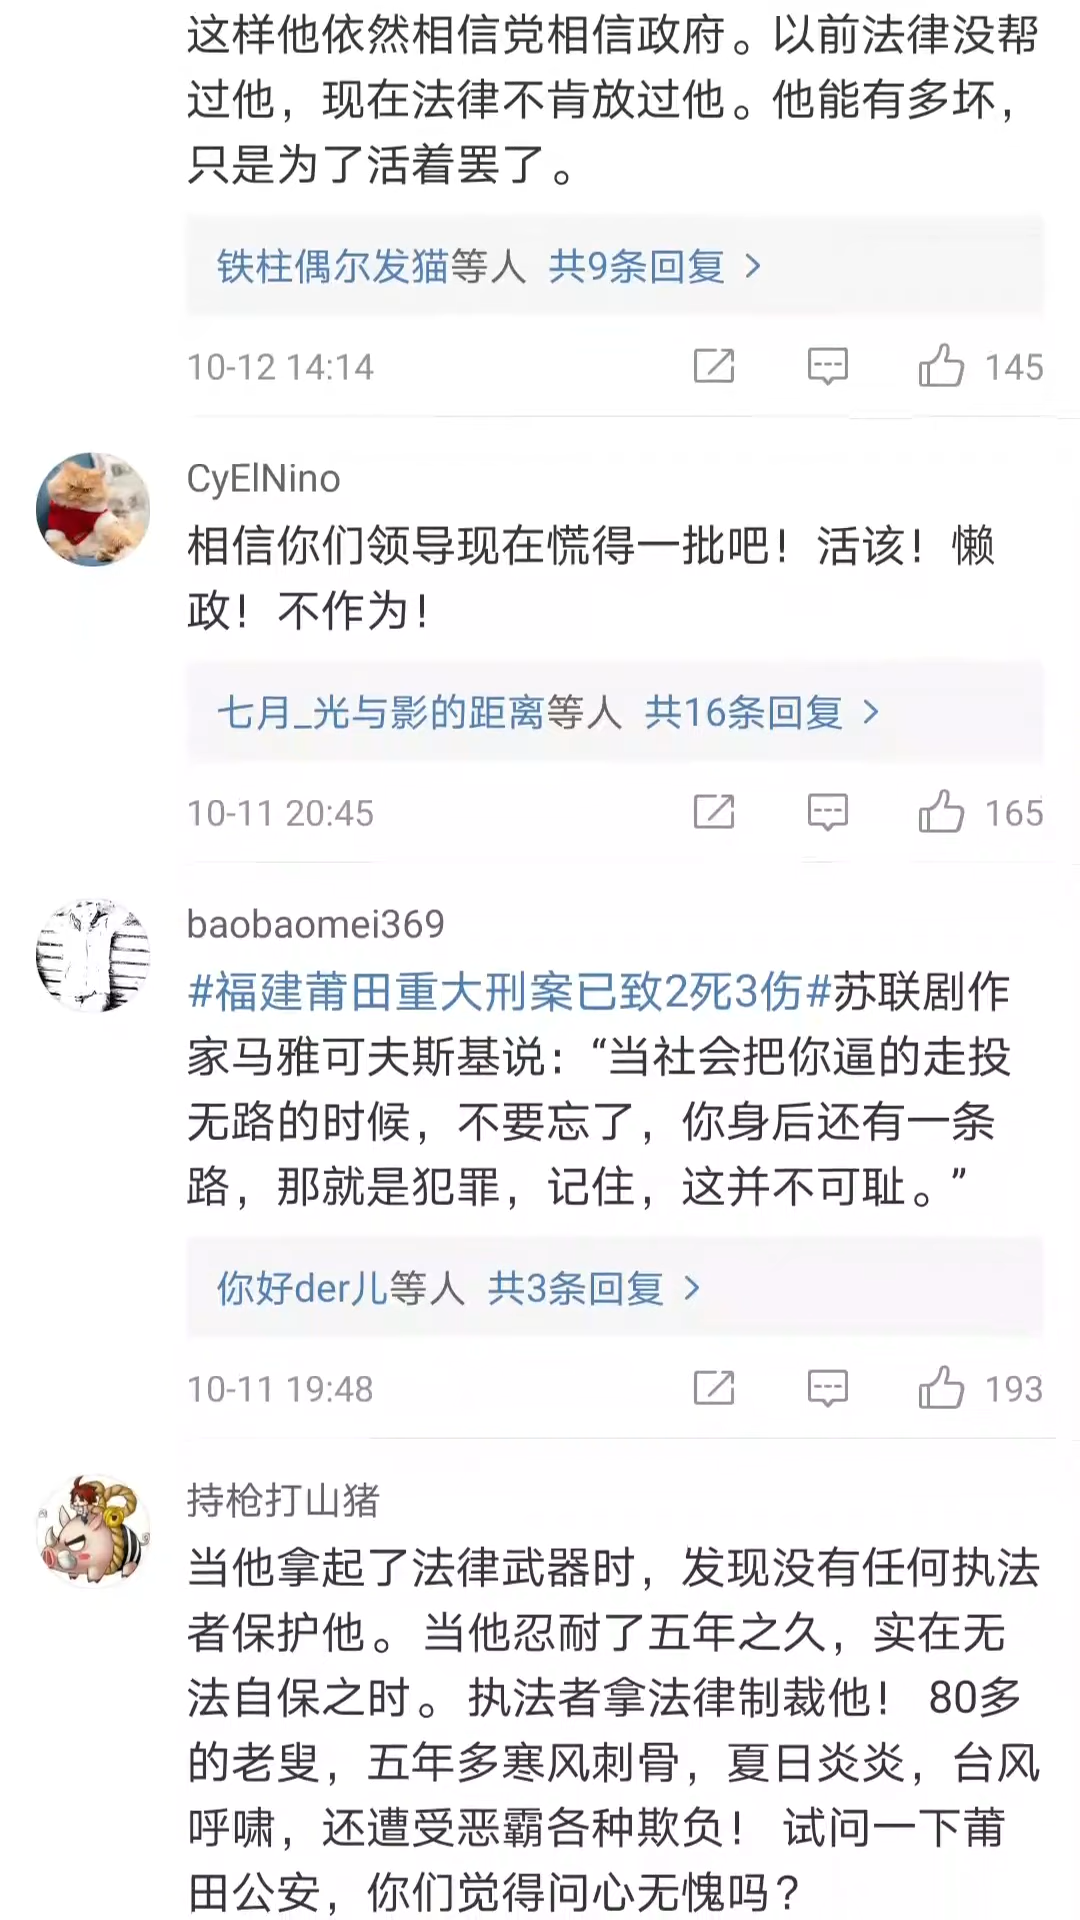 这样他依然相信党相信政府。以前法律没帮
过他，现在法律不肯放过他。他能有多坏，
只是为了活着罢了。
铁柱偶尔发猫等人 共9条回复 >
10-12 14:14
145
CyElNino
相信你们领导现在慌得一批吧！活该！懒
政！不作为！
七月_光与影的距离等人 共16条回复 >
10-11 20:45
165
baobaomei369
#福建莆田重大刑案已致2死3伤#苏联剧作
家马雅可夫斯基说：“当社会把你逼的走投
无路的时候，不要忘了，你身后还有一条
路，那就是犯罪，记住，这并不可耻。”
你好der儿等人 共3条回复 >
10-11 19:48
193
持枪打山猪
当他拿起了法律武器时，发现没有任何执法
者保护他。当他忍耐了五年之久，实在无
法自保之时。执法者拿法律制裁他！ 80多
的老叟，五年多寒风刺骨，夏日炎炎，台风
呼啸，还遭受恶霸各种欺负！ 试问一下莆
田公安，你们觉得问心无愧吗？